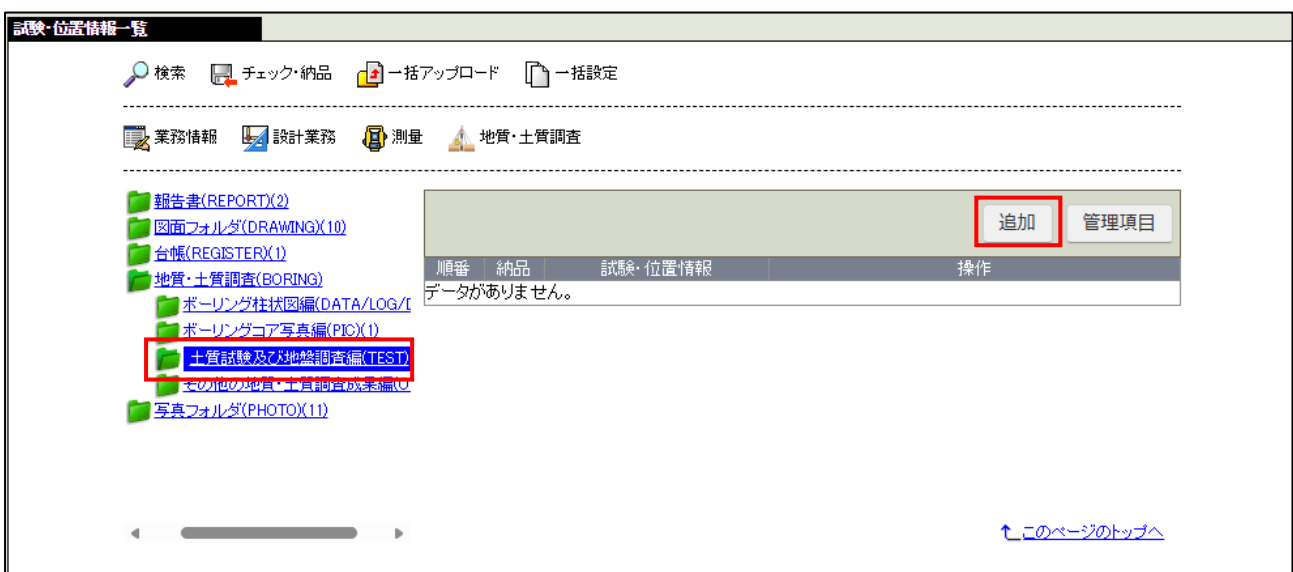 試験・位置情報一覧
検索 チェック・納品 一括アップロード 一括設定
業務情報 設計業務 測量 地質・土質調査
報告書(REPORT)(2)
図面フォルダ(DRAWING)(10)
台帳(REGISTER)(1)
地質・土質調査(BORING)
ボーリング柱状図編(DATA/LOG/D
ボーリングコア写真編(PIC)(1)
土質試験及び地盤調査編(TEST)
その他の地質・土質調査成果編(O
写真フォルダ(PHOTO)(11)
追加 管理項目
順番 納品 試験・位置情報 操作
データがありません。
このページのトップへ